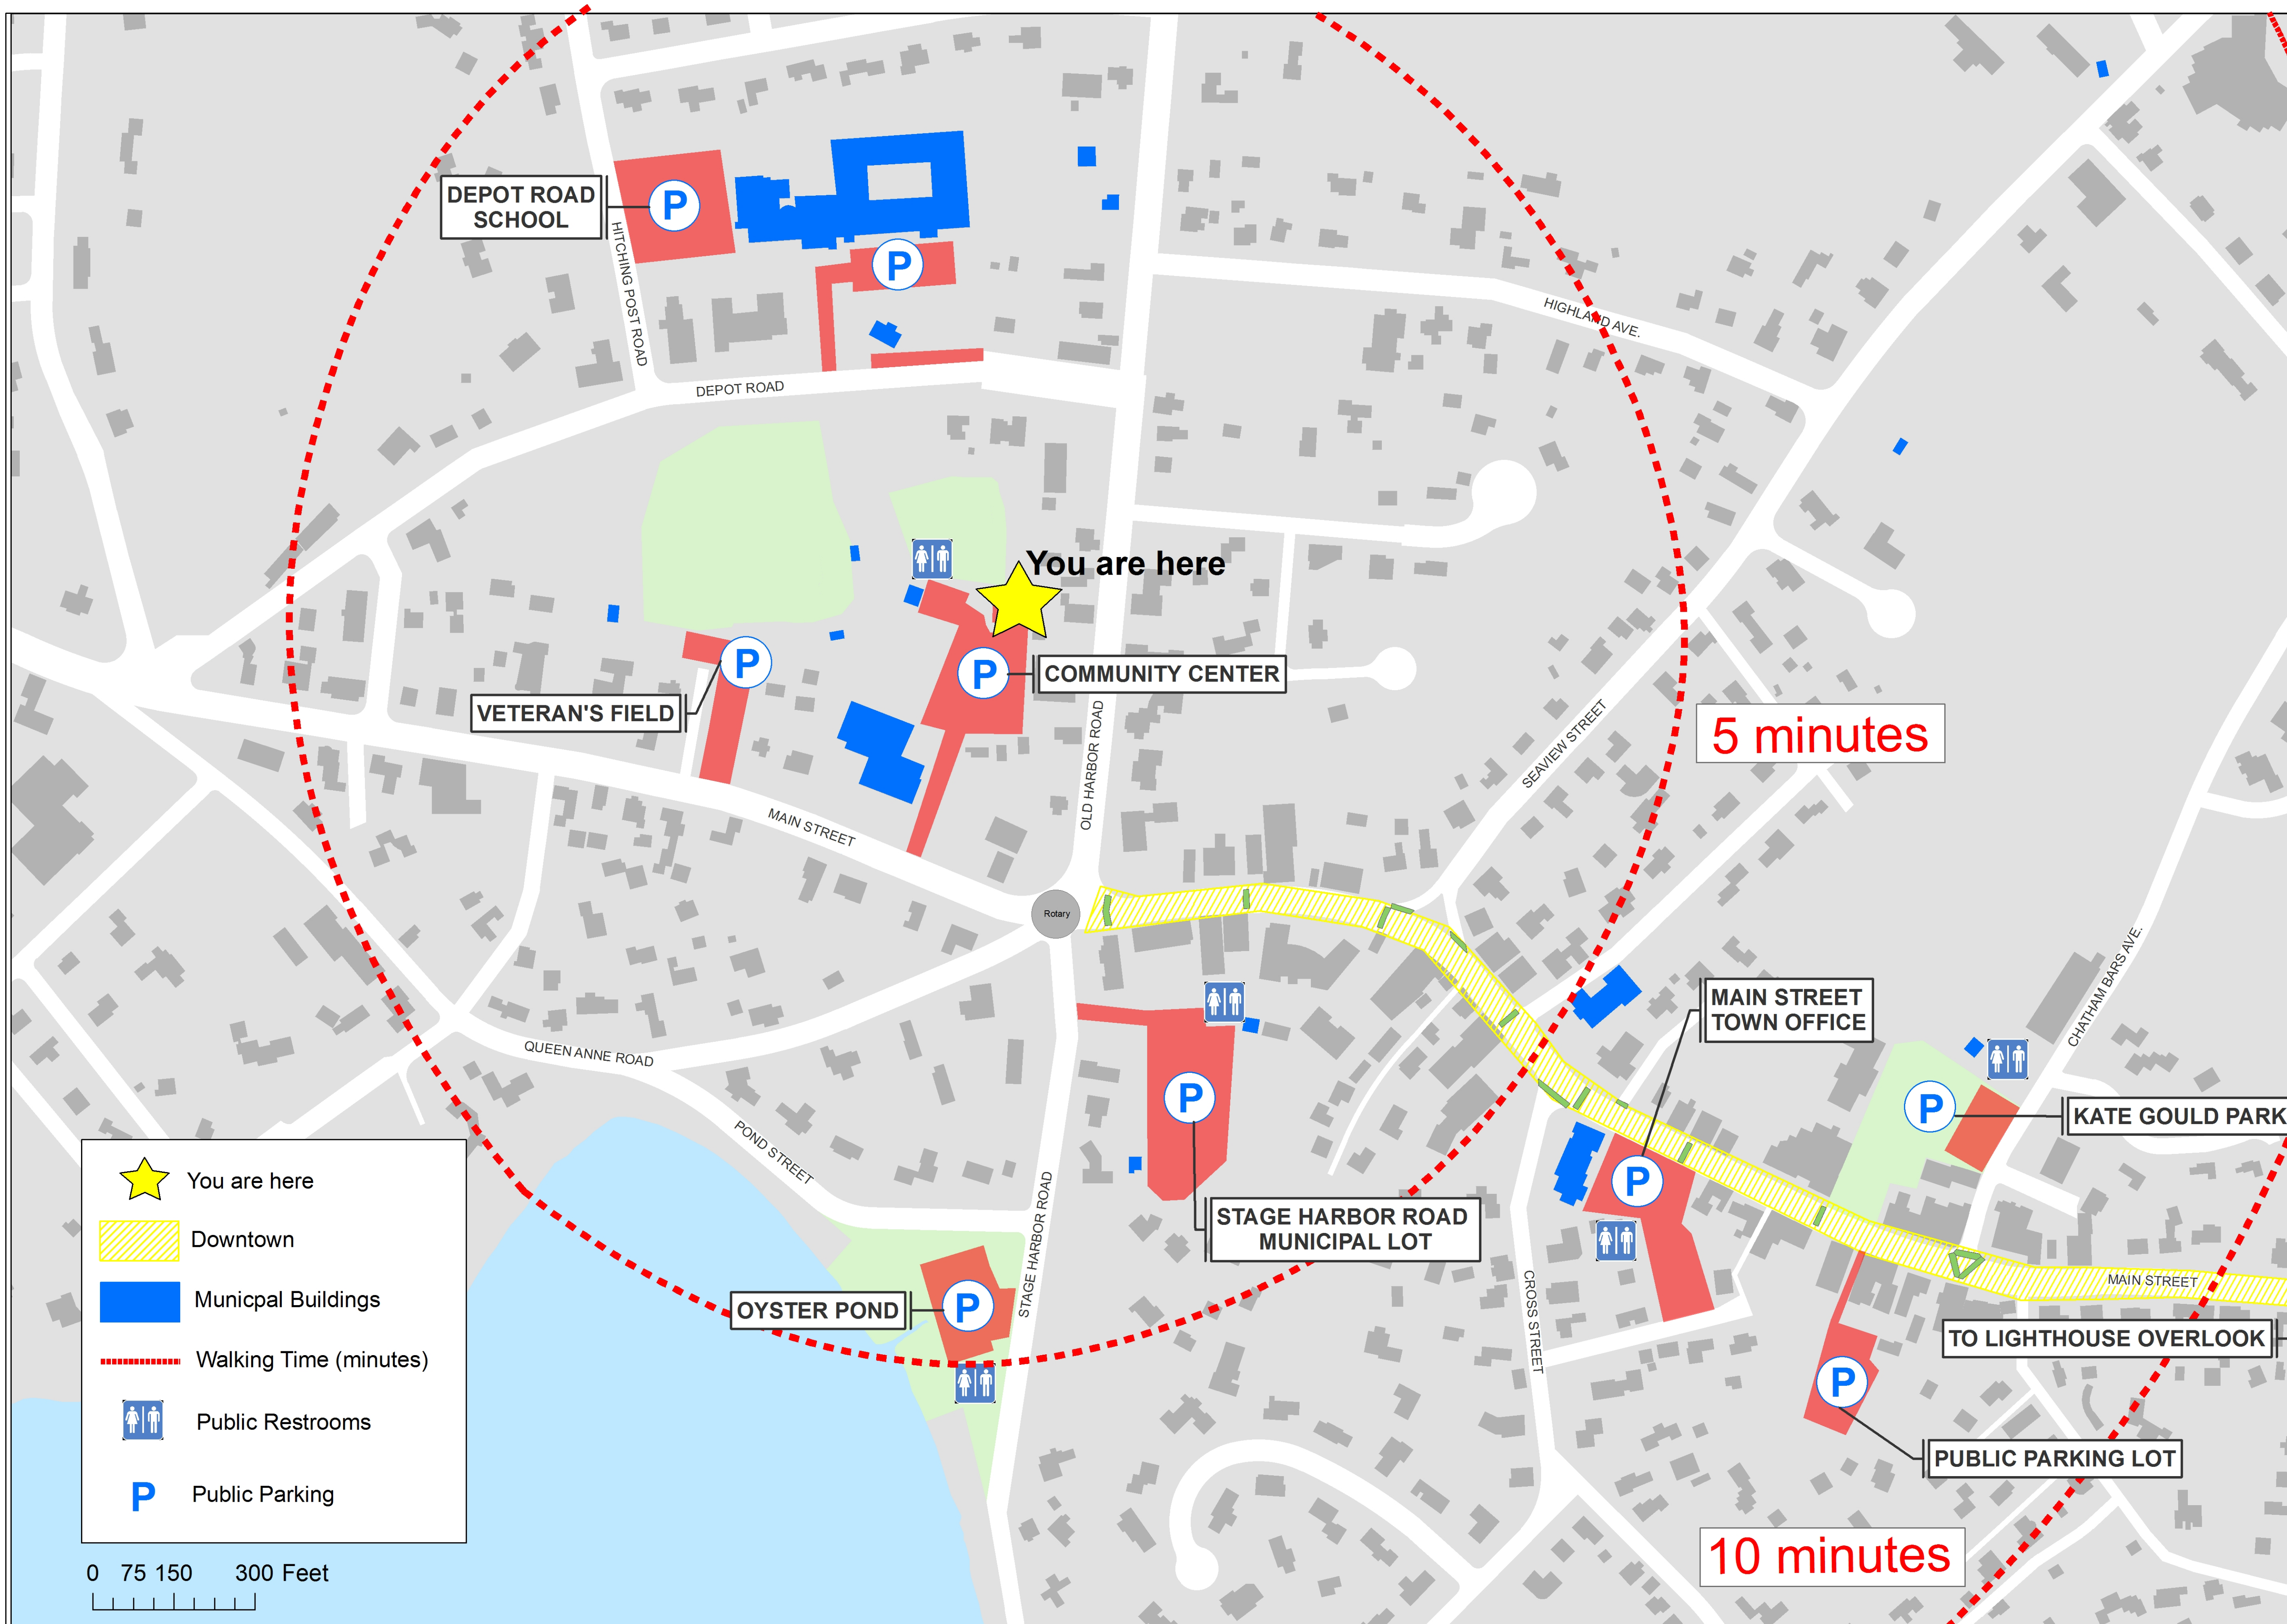 DEPOT ROAD
SCHOOL
P
P
HITCHING POST ROAD
DEPOT ROAD
HIGHLAND AVE.
You are here
P
P
COMMUNITY CENTER
VETERAN'S FIELD
OLD HARBOR ROAD
SEAVIEW STREET
5 minutes
MAIN STREET
Rotary
MAIN STREET
TOWN OFFICE
CHATHAM BARS AVE.
QUEEN ANNE ROAD
P
P
KATE GOULD PARK
POND STREET
P
STAGE HARBOR ROAD
STAGE HARBOR ROAD
MUNICIPAL LOT
OYSTER POND
P
CROSS STREET
MAIN STREET
TO LIGHTHOUSE OVERLOOK
P
PUBLIC PARKING LOT
10 minutes
You are here
Downtown
Municpal Buildings
Walking Time (minutes)
Public Restrooms
P Public Parking
0 75 150 300 Feet